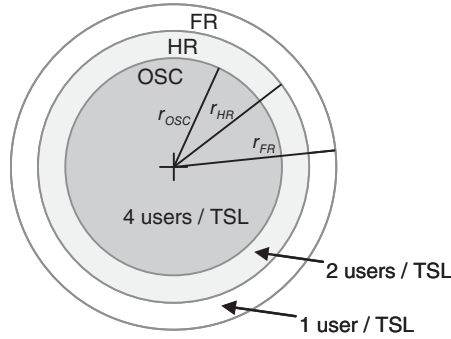 FR
HR
OSC
r_OSC
r_HR
r_FR
4 users / TSL
2 users / TSL
1 user / TSL